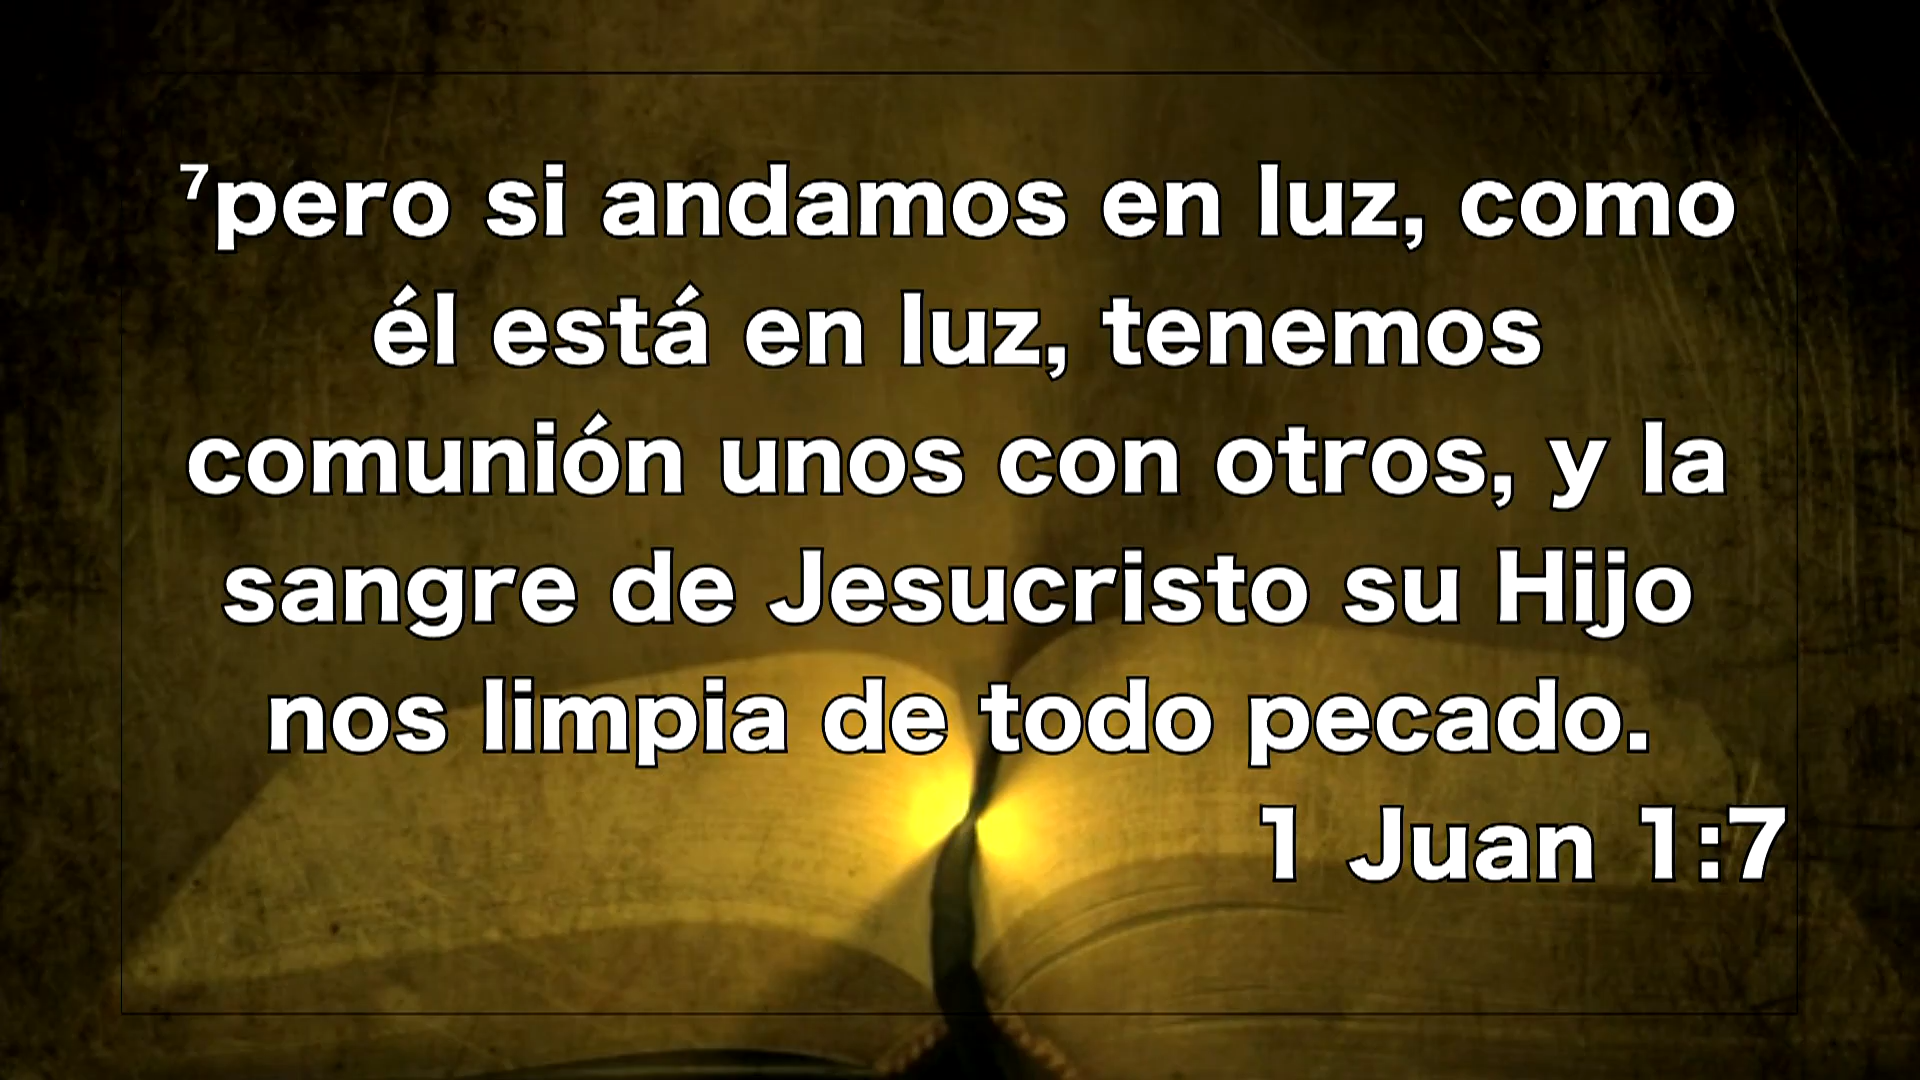 ⁷pero si andamos en luz, como
él está en luz, tenemos
comunión unos con otros, y la
sangre de Jesucristo su Hijo
nos limpia de todo pecado.
1 Juan 1:7